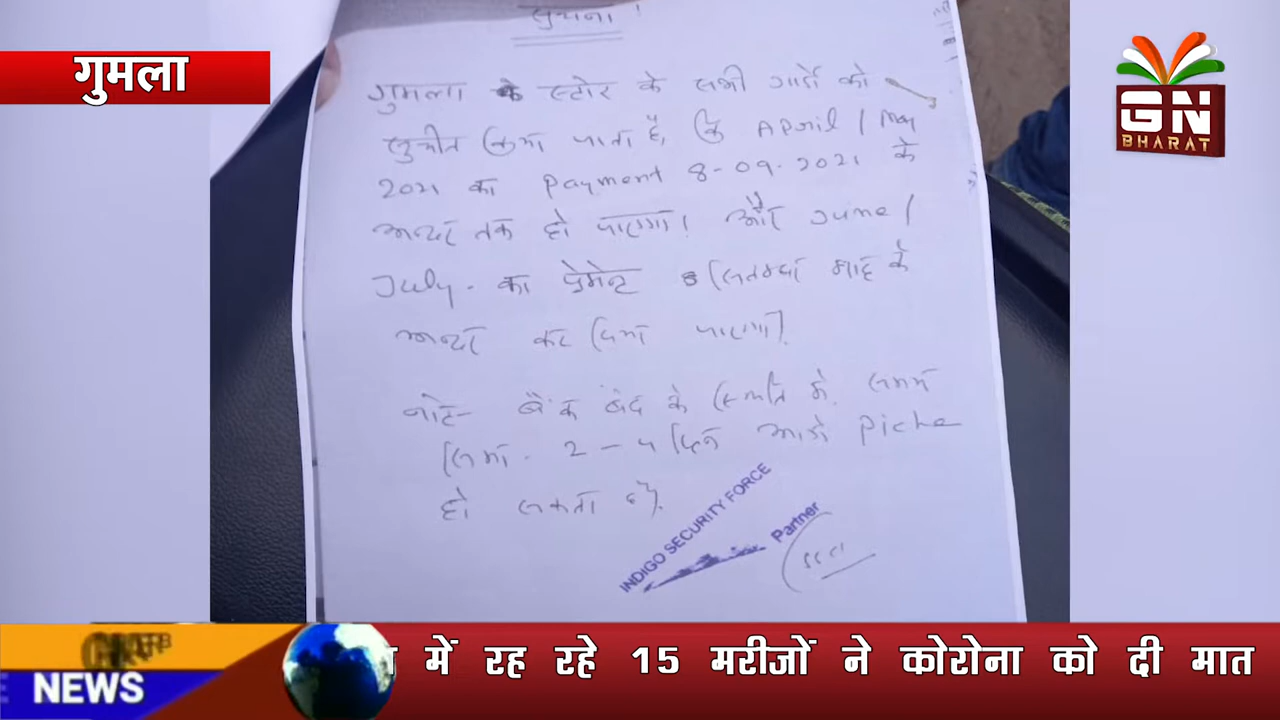 गुमला
GN
BHARAT
सुचना !
गुमला के स्टोर के सभी गार्डो को
सुचीत किया जाता है, कि April / May
2021 का Payment 8-09-2021 के
अन्दर तक हो जाएगा। और June /
July. का प्रेमेन्ट सितम्बर माह के
अन्दर कर दिया जाएगा।
नोट- बैंक बंद के स्थिति में.
2 - 4 दिन आगे Piche
हो सकता है।
INDIGO SECURITY FORCE
Partner
NEWS
में रह रहे 15 मरीजों ने कोरोना को दी मात